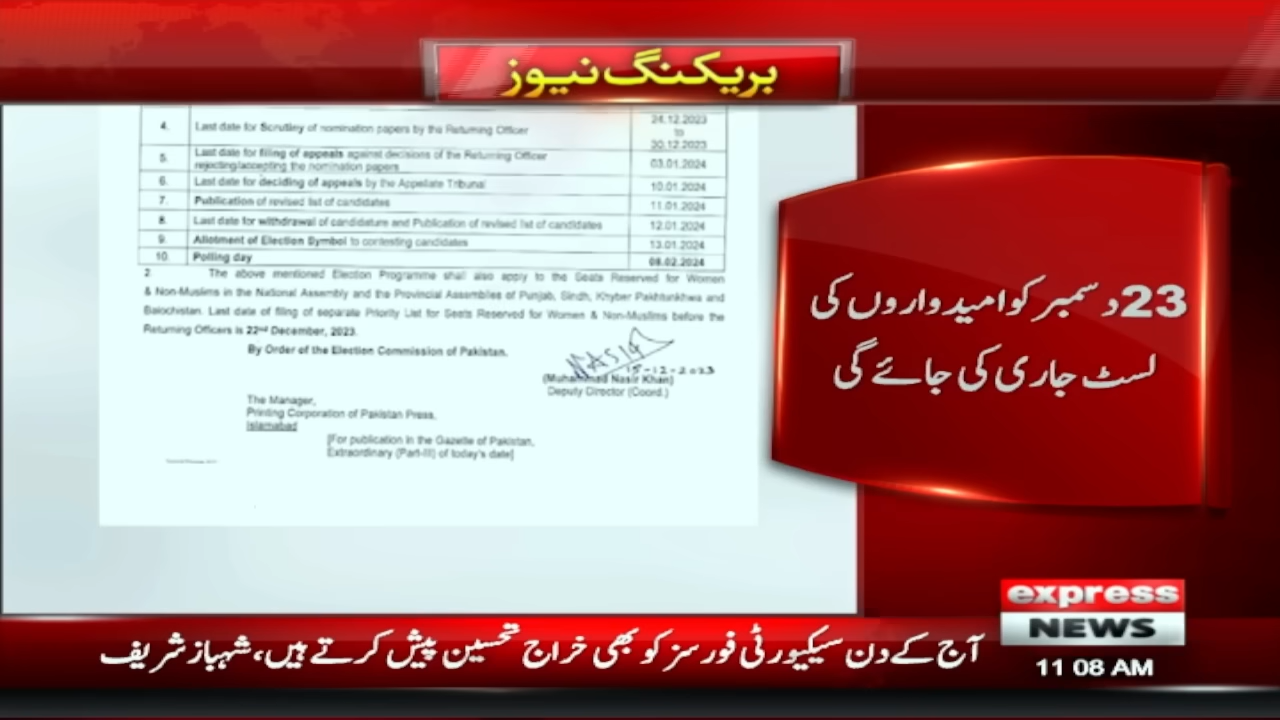 بریکنگ نیوز
4. Last date for Scrutiny of nomination papers by the Returning Officer 24.12.2023 to 30.12.2023
5. Last date for filing of appeals against decisions of the Returning Officer rejecting/accepting the nomination papers 03.01.2024
6. Last date for deciding of appeals by the Appellate Tribunal 10.01.2024
7. Publication of revised list of candidates 11.01.2024
8. Last date for withdrawal of candidature and Publication of revised list of candidates 12.01.2024
9. Allotment of Election Symbol to contesting candidates 13.01.2024
10. Polling day 08.02.2024
2. The above mentioned Election Programme shall also apply to the Seats Reserved for Women
& Non-Muslims in the National Assembly and the Provincial Assemblies of Punjab, Sindh, Khyber Pakhtunkhwa and
Balochistan. Last date of filing of separate Priority List for Seats Reserved for Women & Non-Muslims before the
Returning Officers is 22nd December, 2023.
By Order of the Election Commission of Pakistan.
NASIR
15-12-2023
(Muhammad Nasir Khan)
Deputy Director (Coord.)
The Manager,
Printing Corporation of Pakistan Press,
Islamabad
[For publication in the Gazette of Pakistan,
Extraordinary (Part-III) of today's date]
23 دسمبر کو امیدواروں کی
لسٹ جاری کی جائے گی
express
NEWS
11 08 AM
آج کے دن سیکیورٹی فورسز کو بھی خراج تحسین پیش کرتے ہیں، شہباز شریف